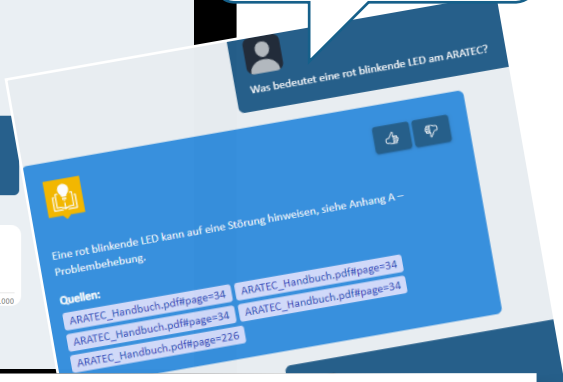 Was bedeutet eine rot blinkende LED am ARATEC?
Eine rot blinkende LED kann auf eine Störung hinweisen, siehe Anhang A –
Problembehebung.
Quellen:
ARATEC_Handbuch.pdf#page=34 ARATEC_Handbuch.pdf#page=34
ARATEC_Handbuch.pdf#page=34 ARATEC_Handbuch.pdf#page=34
ARATEC_Handbuch.pdf#page=226
.000